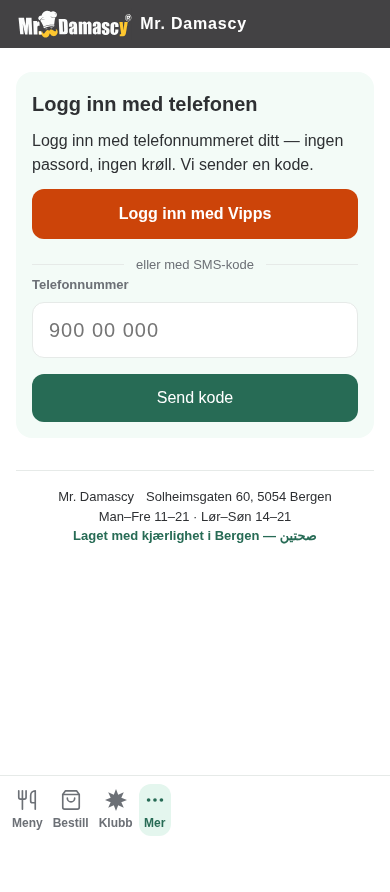 Mr. Damascy® Mr. Damascy
Logg inn med telefonen
Logg inn med telefonnummeret ditt — ingen
passord, ingen krøll. Vi sender en kode.
Logg inn med Vipps
eller med SMS-kode
Telefonnummer
900 00 000
Send kode
Mr. Damascy Solheimsgaten 60, 5054 Bergen
Man–Fre 11–21 · Lør–Søn 14–21
Laget med kjærlighet i Bergen — صحتين
Meny Bestill Klubb Mer